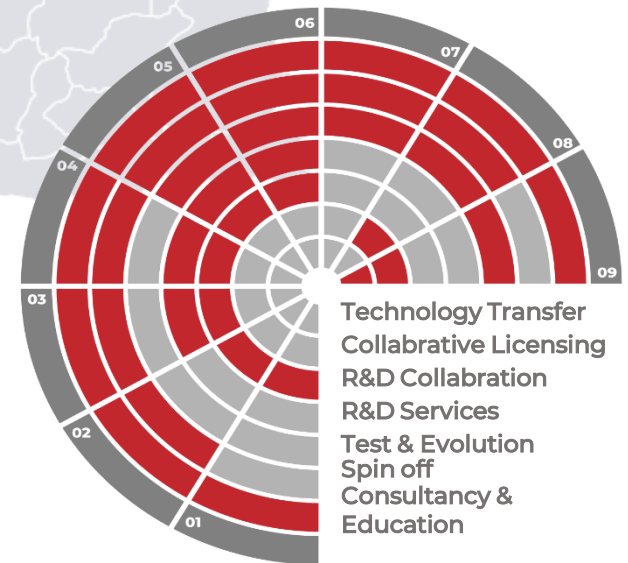 06
07
05
08
04
09
03
Technology Transfer
Collabrative Licensing
R&D Collabration
R&D Services
Test & Evolution
Spin off
Consultancy &
Education
02
01